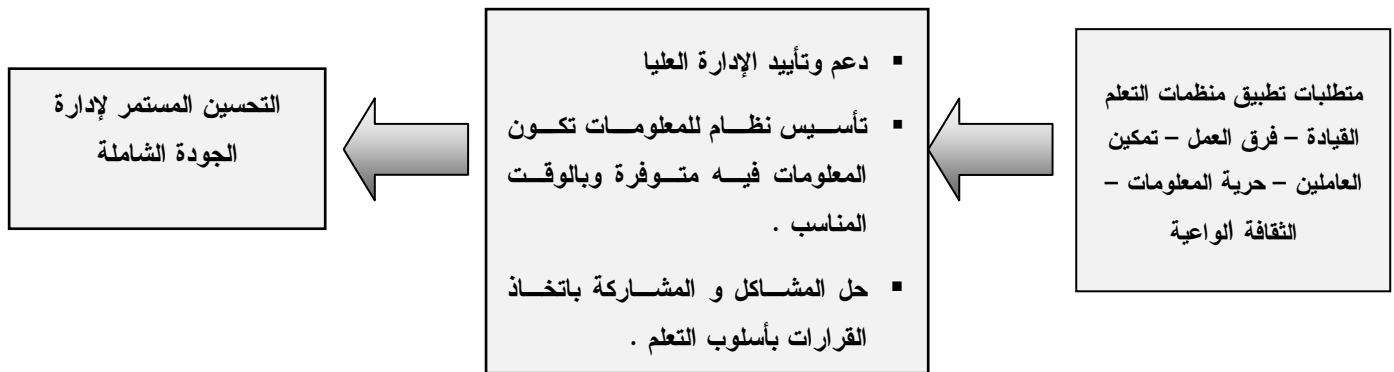 متطلبات تطبيق منظمات التعلم
القيادة – فرق العمل – تمكين
العاملين – حرية المعلومات –
الثقافة الواعية
▪ دعم وتأييد الإدارة العليا
▪ تأسيس نظام للمعلومات تكون
المعلومات فيه متوفرة وبالوقت
المناسب .
▪ حل المشاكل و المشاركة باتخاذ
القرارات بأسلوب التعلم .
التحسين المستمر لإدارة
الجودة الشاملة